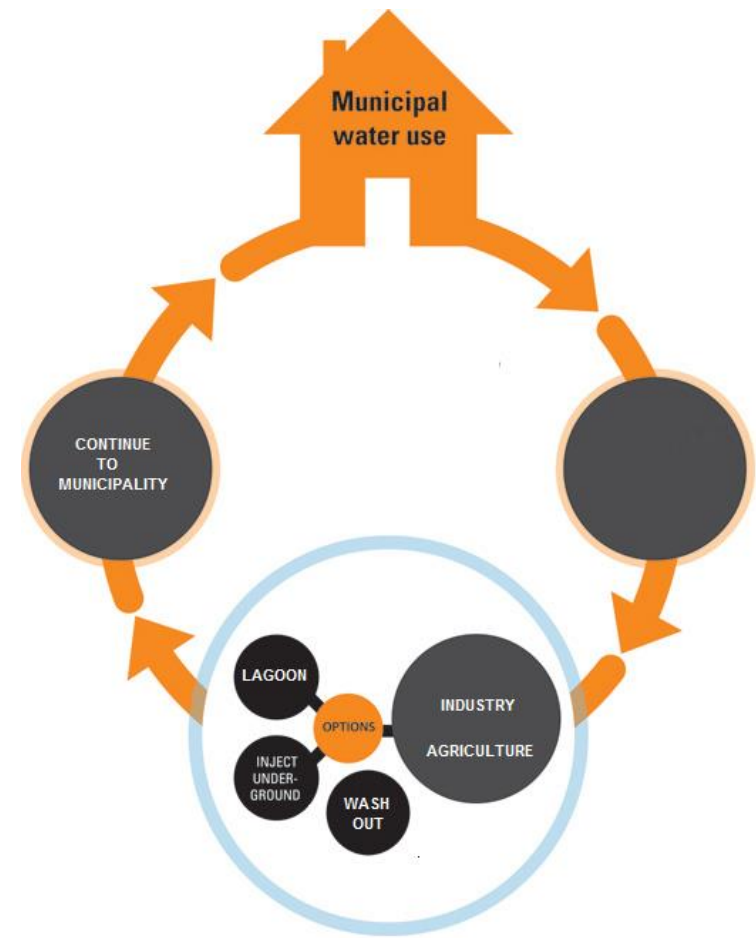 Municipal
water use
CONTINUE
TO
MUNICIPALITY
LAGOON
OPTIONS
INDUSTRY
AGRICULTURE
INJECT
UNDER-
GROUND
WASH
OUT